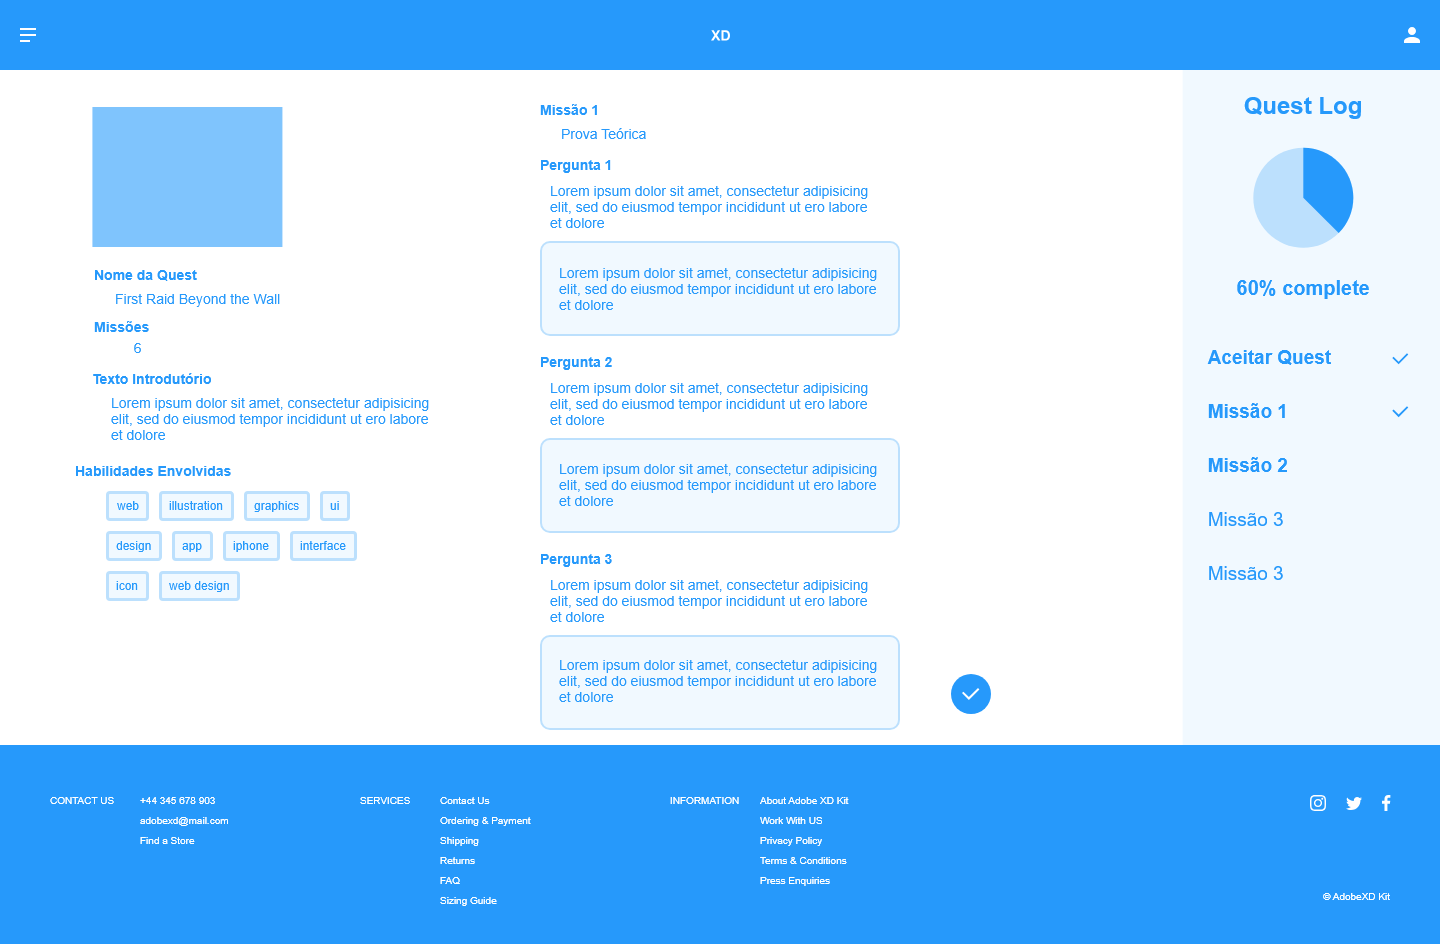 XD
Nome da Quest
First Raid Beyond the Wall
Missões
6
Texto Introdutório
Lorem ipsum dolor sit amet, consectetur adipisicing
elit, sed do eiusmod tempor incididunt ut ero labore
et dolore
Habilidades Envolvidas
web illustration graphics ui
design app iphone interface
icon web design
Missão 1
Prova Teórica
Pergunta 1
Lorem ipsum dolor sit amet, consectetur adipisicing
elit, sed do eiusmod tempor incididunt ut ero labore
et dolore
Lorem ipsum dolor sit amet, consectetur adipisicing
elit, sed do eiusmod tempor incididunt ut ero labore
et dolore
Pergunta 2
Lorem ipsum dolor sit amet, consectetur adipisicing
elit, sed do eiusmod tempor incididunt ut ero labore
et dolore
Lorem ipsum dolor sit amet, consectetur adipisicing
elit, sed do eiusmod tempor incididunt ut ero labore
et dolore
Pergunta 3
Lorem ipsum dolor sit amet, consectetur adipisicing
elit, sed do eiusmod tempor incididunt ut ero labore
et dolore
Lorem ipsum dolor sit amet, consectetur adipisicing
elit, sed do eiusmod tempor incididunt ut ero labore
et dolore
Quest Log
60% complete
Aceitar Quest
Missão 1
Missão 2
Missão 3
Missão 3
CONTACT US
+44 345 678 903
adobexd@mail.com
Find a Store
SERVICES
Contact Us
Ordering & Payment
Shipping
Returns
FAQ
Sizing Guide
INFORMATION
About Adobe XD Kit
Work With US
Privacy Policy
Terms & Conditions
Press Enquiries
© AdobeXD Kit